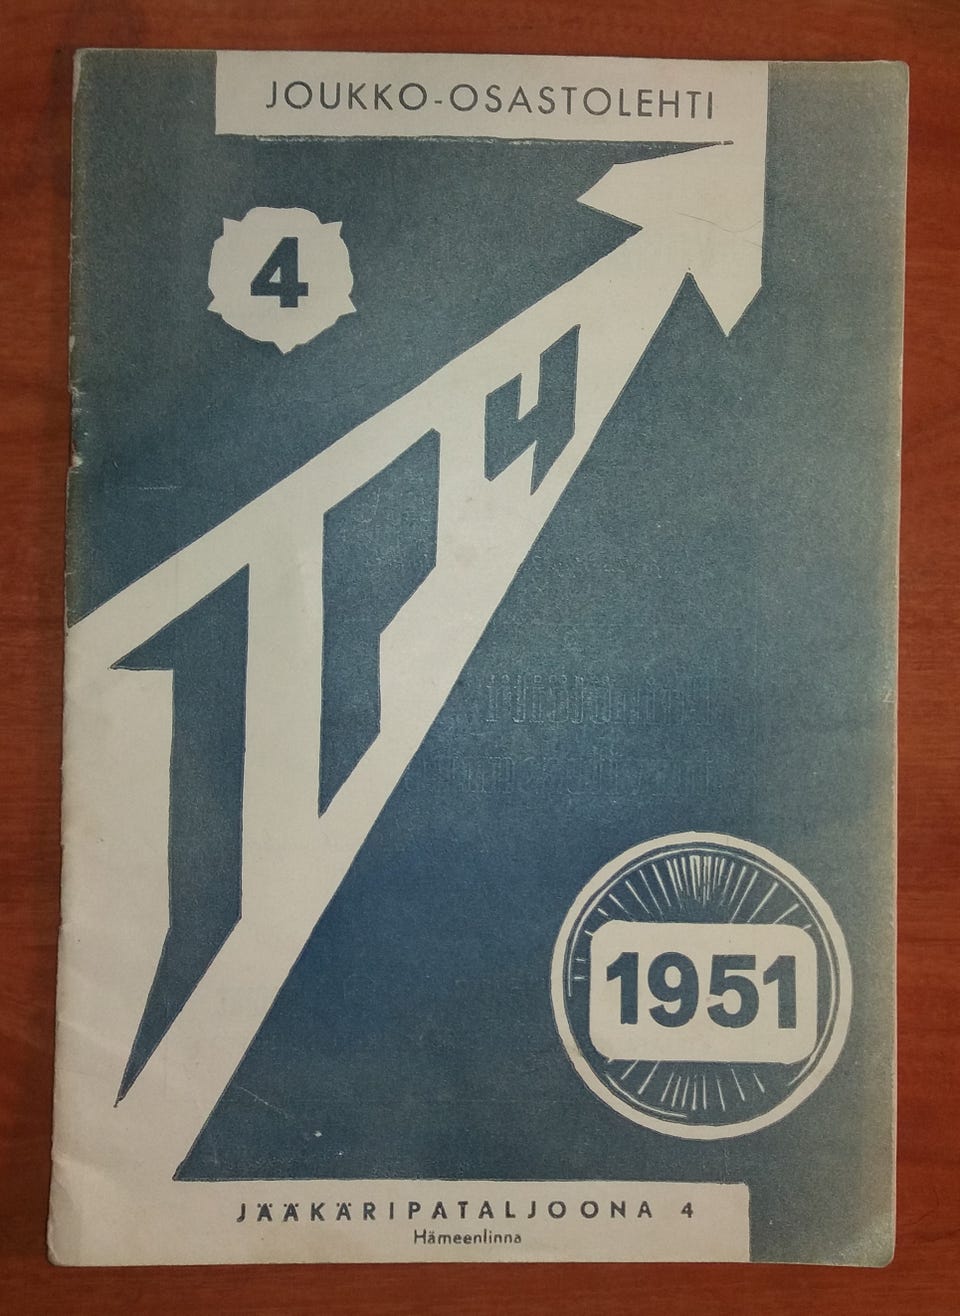 JOUKKO-OSASTOLEHTI
4
JP4
1951
JÄÄKÄRIPATALJOONA 4
Hämeenlinna